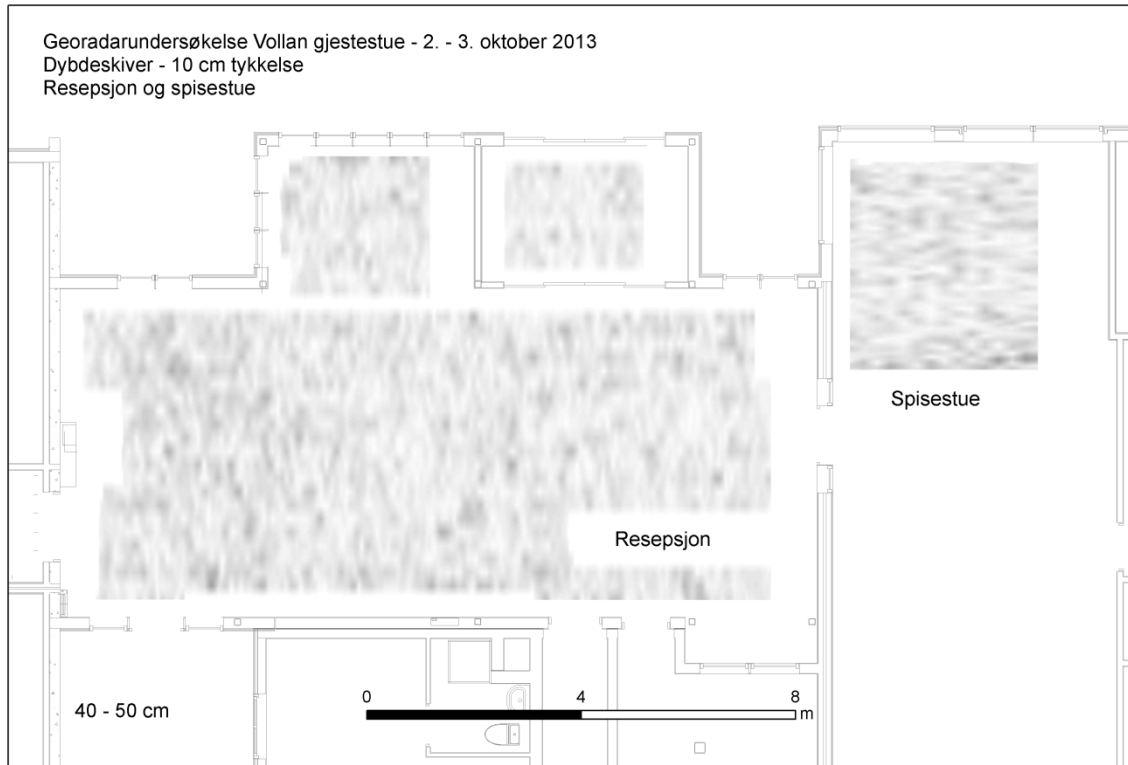 Georadarundersøkelse Vollan gjestestue - 2. - 3. oktober 2013
Dybdeskiver - 10 cm tykkelse
Resepsjon og spisestue
Spisestue
Resepsjon
0 4 8
m
40 - 50 cm